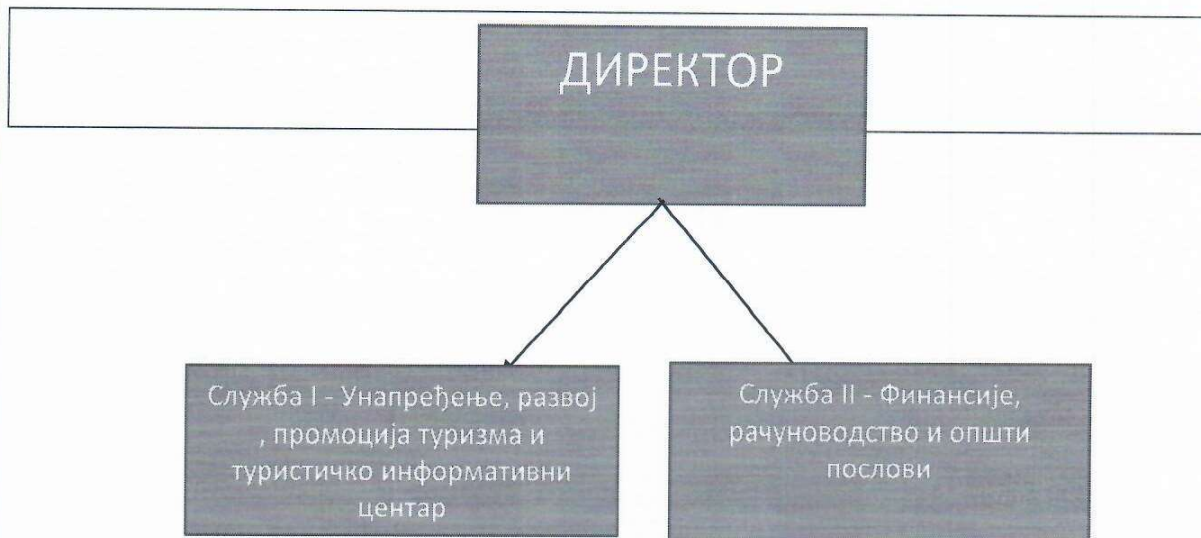 ДИРЕКТОР
Служба I - Унапређење, развој
, промоција туризма и
туристичко информативни
центар
Служба II - Финансије,
рачуноводство и општи
послови